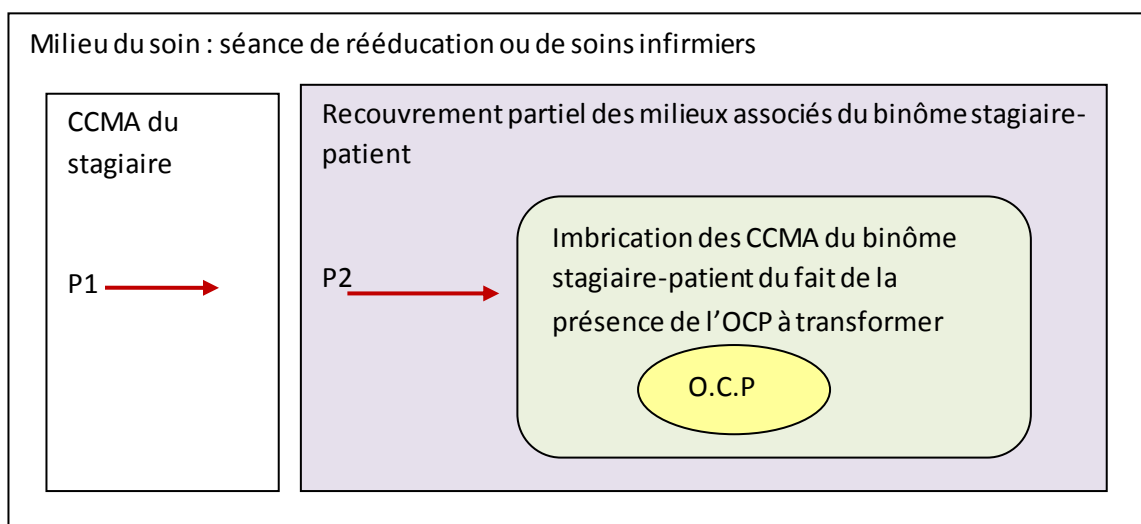 Milieu du soin : séance de rééducation ou de soins infirmiers
CCMA du
stagiaire
P1
Recouvrement partiel des milieux associés du binôme stagiaire-
patient
P2
Imbrication des CCMA du binôme
stagiaire-patient du fait de la
présence de l'OCP à transformer
O.C.P